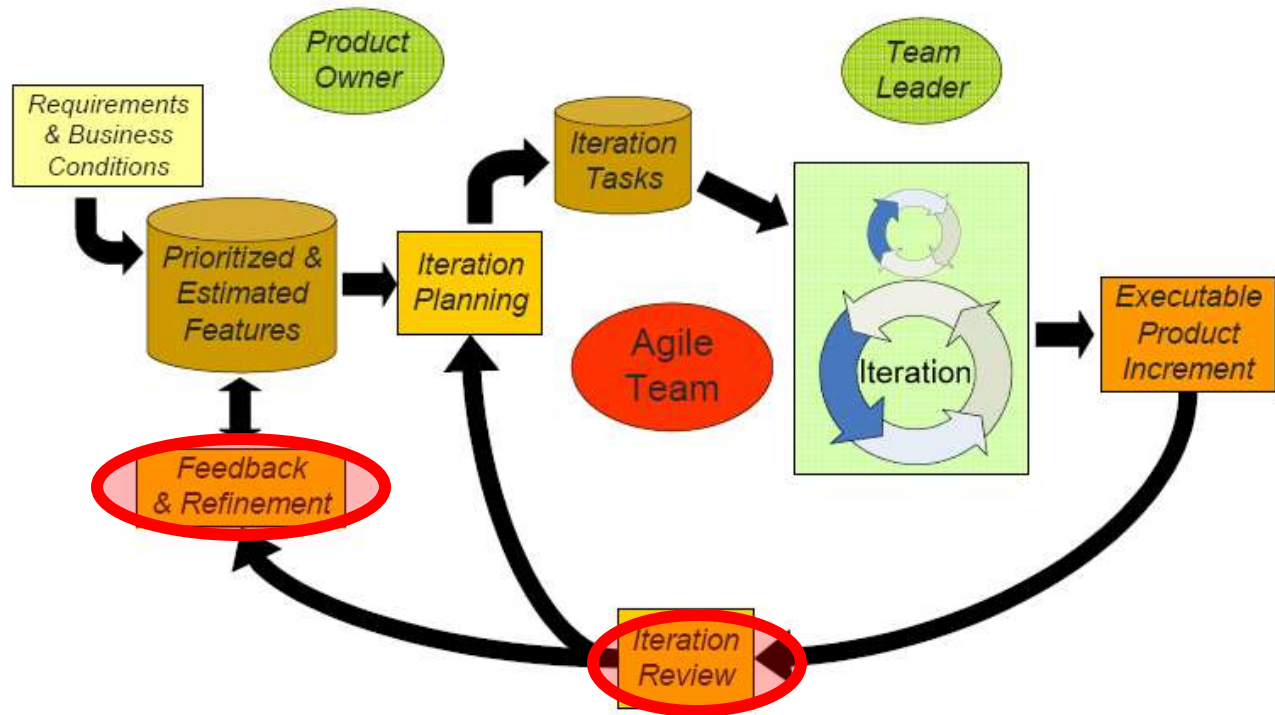 Product
Owner
Team
Leader
Requirements
& Business
Conditions
Iteration
Tasks
Prioritized &
Estimated
Features
Iteration
Planning
Agile
Team
Iteration
Executable
Product
Increment
Feedback
& Refinement
Iteration
Review